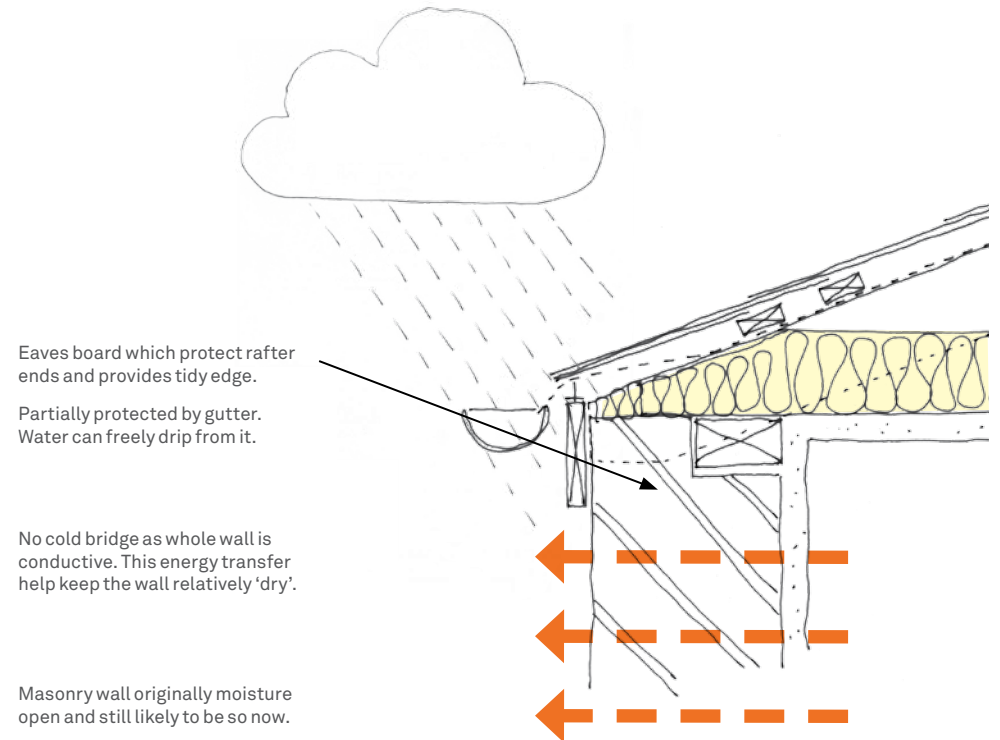 Eaves board which protect rafter
ends and provides tidy edge.
Partially protected by gutter.
Water can freely drip from it.
No cold bridge as whole wall is
conductive. This energy transfer
help keep the wall relatively ‘dry’.
Masonry wall originally moisture
open and still likely to be so now.